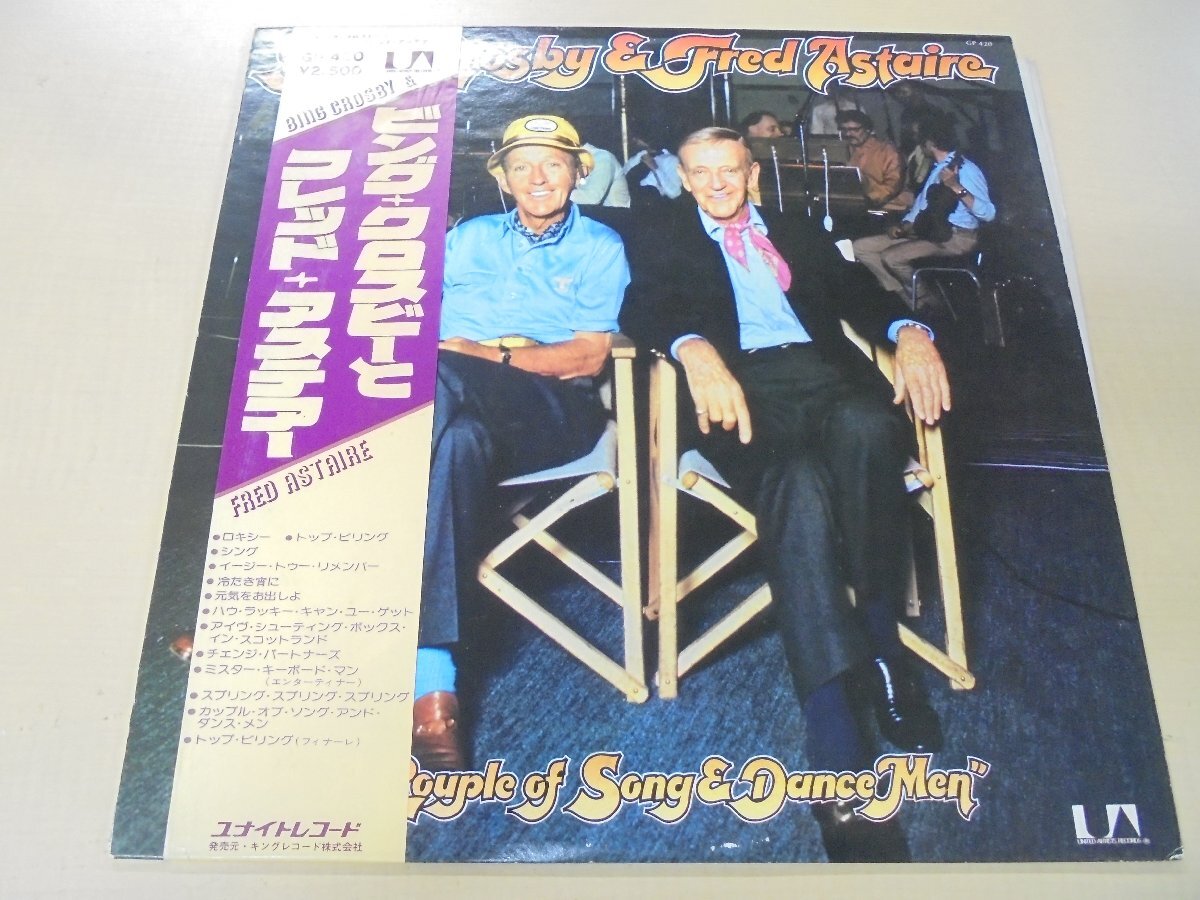 osby & Fred Astaire
GP 420
¥2,500
BING CROSBY &
ビング+クロスビーと
フレッド+アステアー
FRED ASTAIRE
●ロキシー ●トップ・ビリング
●シング
●イージー・トゥー・リメンバー
●冷たき宵に
●元気をお出しよ
●ハウ・ラッキー・キャン・ユー・ゲット
●アイヴ・シューティング・ボックス・
イン・スコットランド
●チェンジ・パートナーズ
●ミスター・キーボード・マン
(エンターティナー)
●スプリング・スプリング・スプリング
●カップル・オブ・ソング・アンド・
ダンス・メン
●トップ・ビリング(フィナーレ)
ユナイトレコード
発売元・キングレコード株式会社
Couple of Song & Dance Men"
UA
UNITED ARTISTS RECORDS